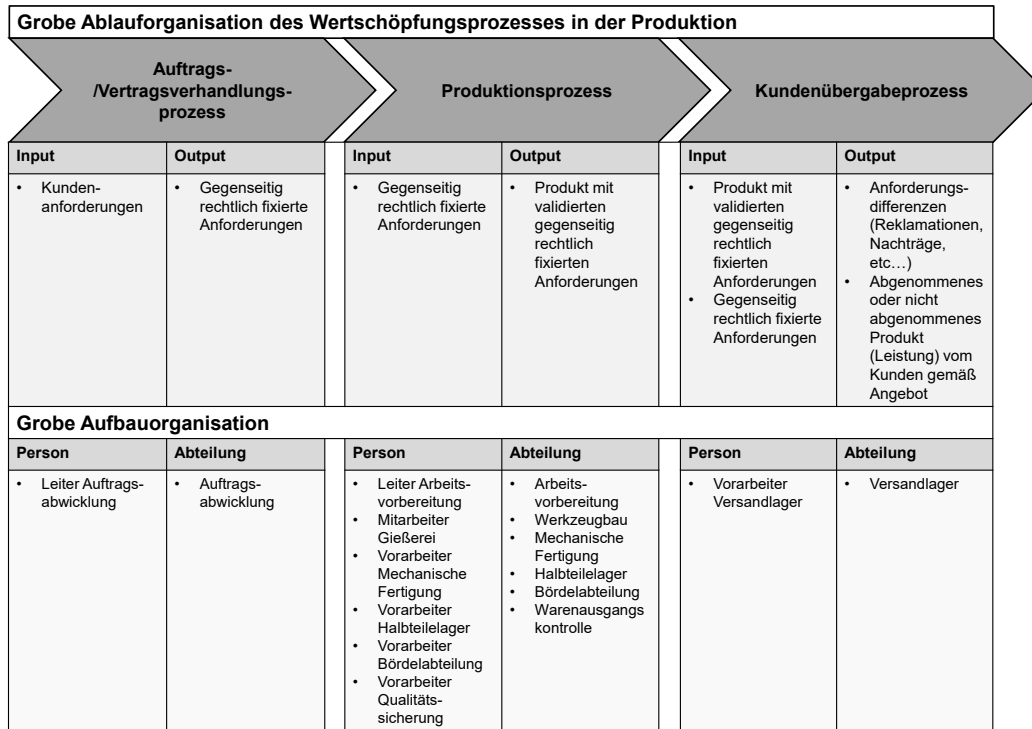 Grobe Ablauforganisation des Wertschöpfungsprozesses in der Produktion
Auftrags-
/Vertragsverhandlungs-
prozess
Produktionsprozess
Kundenübergabeprozess
Input
Output
Input
Output
Input
Output
• Kunden-
anforderungen
• Gegenseitig
rechtlich fixierte
Anforderungen
• Gegenseitig
rechtlich fixierte
Anforderungen
• Produkt mit
validierten
gegenseitig
rechtlich
fixierten
Anforderungen
• Produkt mit
validierten
gegenseitig
rechtlich
fixierten
Anforderungen
• Gegenseitig
rechtlich fixierte
Anforderungen
• Anforderungs-
differenzen
(Reklamationen,
Nachträge,
etc…)
• Abgenommenes
oder nicht
abgenommenes
Produkt
(Leistung) vom
Kunden gemäß
Angebot
Grobe Aufbauorganisation
Person
Abteilung
Person
Abteilung
Person
Abteilung
• Leiter Auftrags-
abwicklung
• Auftrags-
abwicklung
• Leiter Arbeits-
vorbereitung
• Mitarbeiter
Gießerei
• Vorarbeiter
Mechanische
Fertigung
• Vorarbeiter
Halbteilelager
• Vorarbeiter
Bördelabteilung
• Vorarbeiter
Qualitäts-
sicherung
• Arbeits-
vorbereitung
• Werkzeugbau
• Mechanische
Fertigung
• Halbteilelager
• Bördelabteilung
• Warenausgangs
kontrolle
• Vorarbeiter
Versandlager
• Versandlager